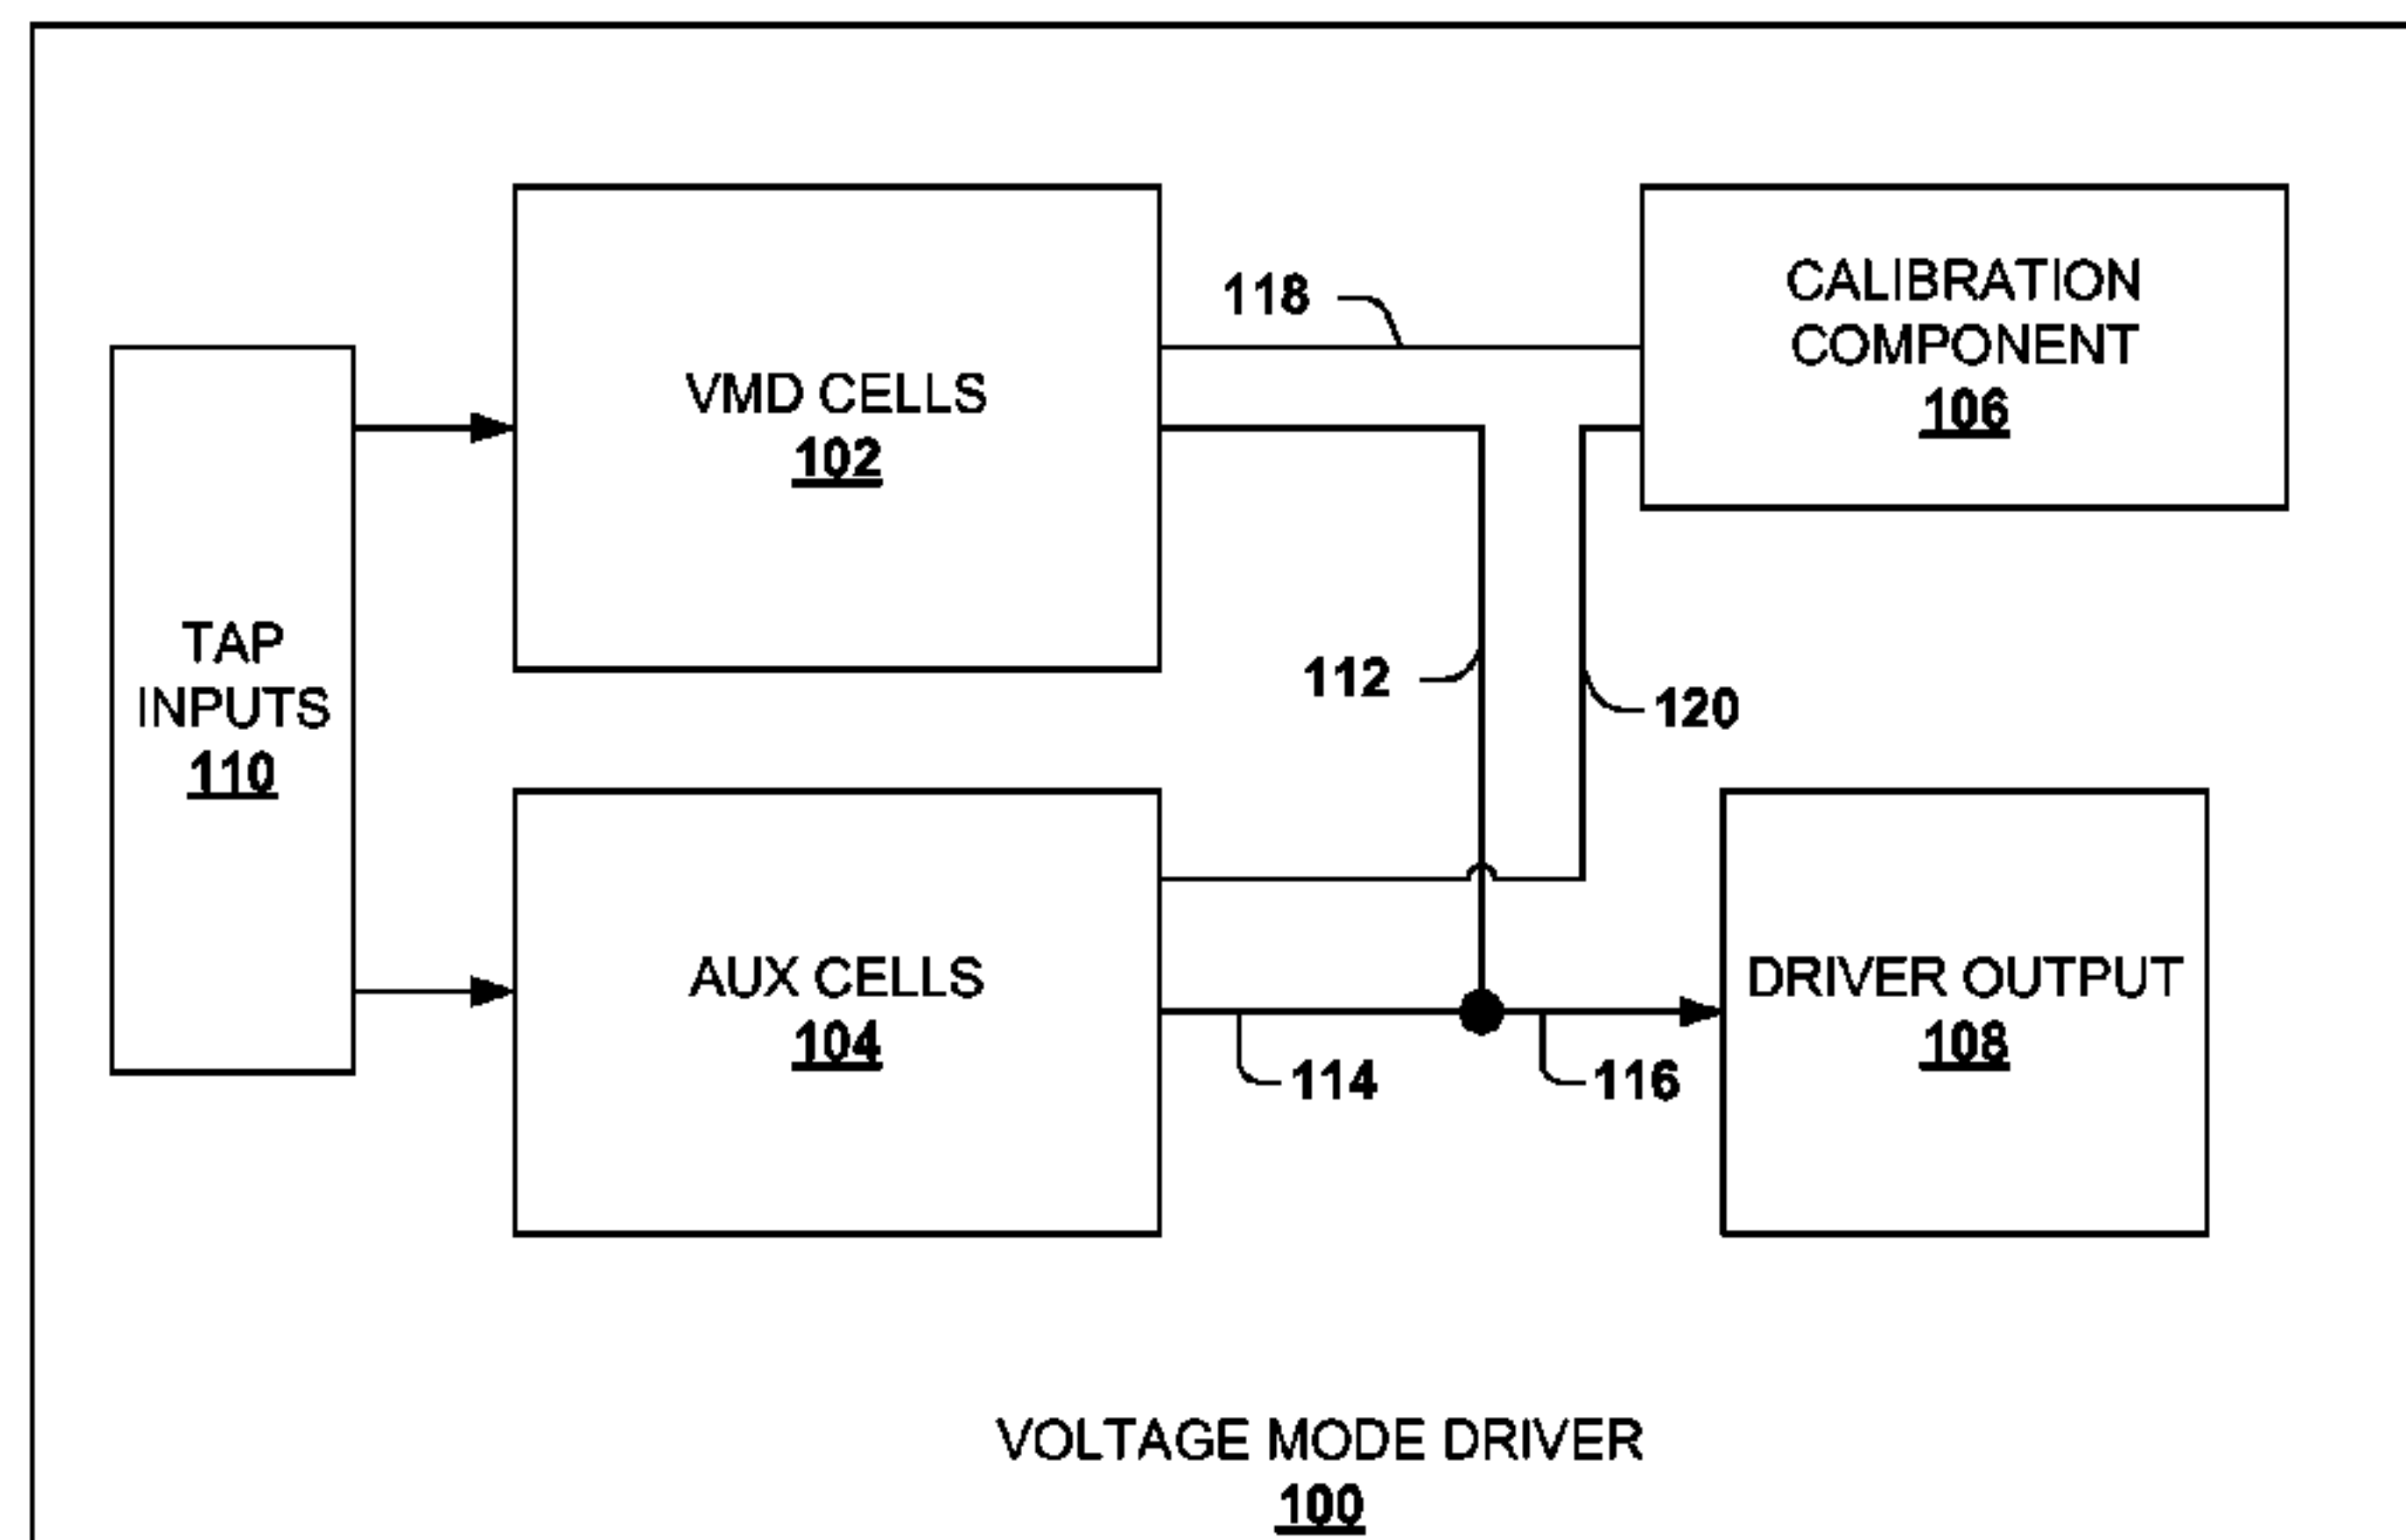 118
CALIBRATION
COMPONENT
106
VMD CELLS
102
TAP
INPUTS
110
112
120
AUX CELLS
104
DRIVER OUTPUT
108
114
116
VOLTAGE MODE DRIVER
100